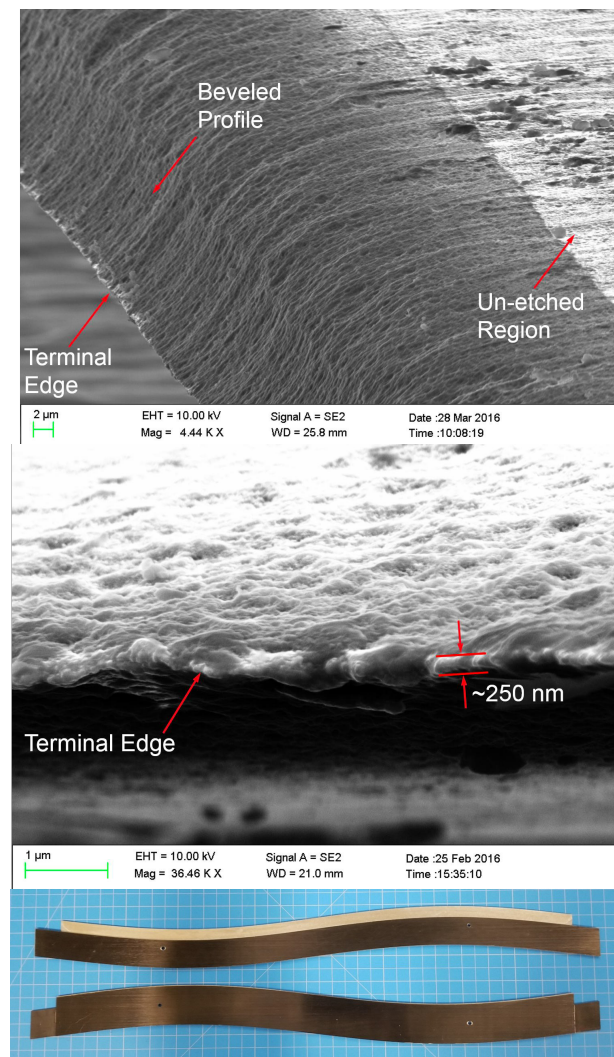 Beveled
Profile
Un-etched
Region
Terminal
Edge
2 µm
EHT = 10.00 kV
Signal A = SE2
Date :28 Mar 2016
Mag = 4.44 K X
WD = 25.8 mm
Time :10:08:19
~250 nm
Terminal Edge
1 µm
EHT = 10.00 kV
Signal A = SE2
Date :25 Feb 2016
Mag = 36.46 K X
WD = 21.0 mm
Time :15:35:10